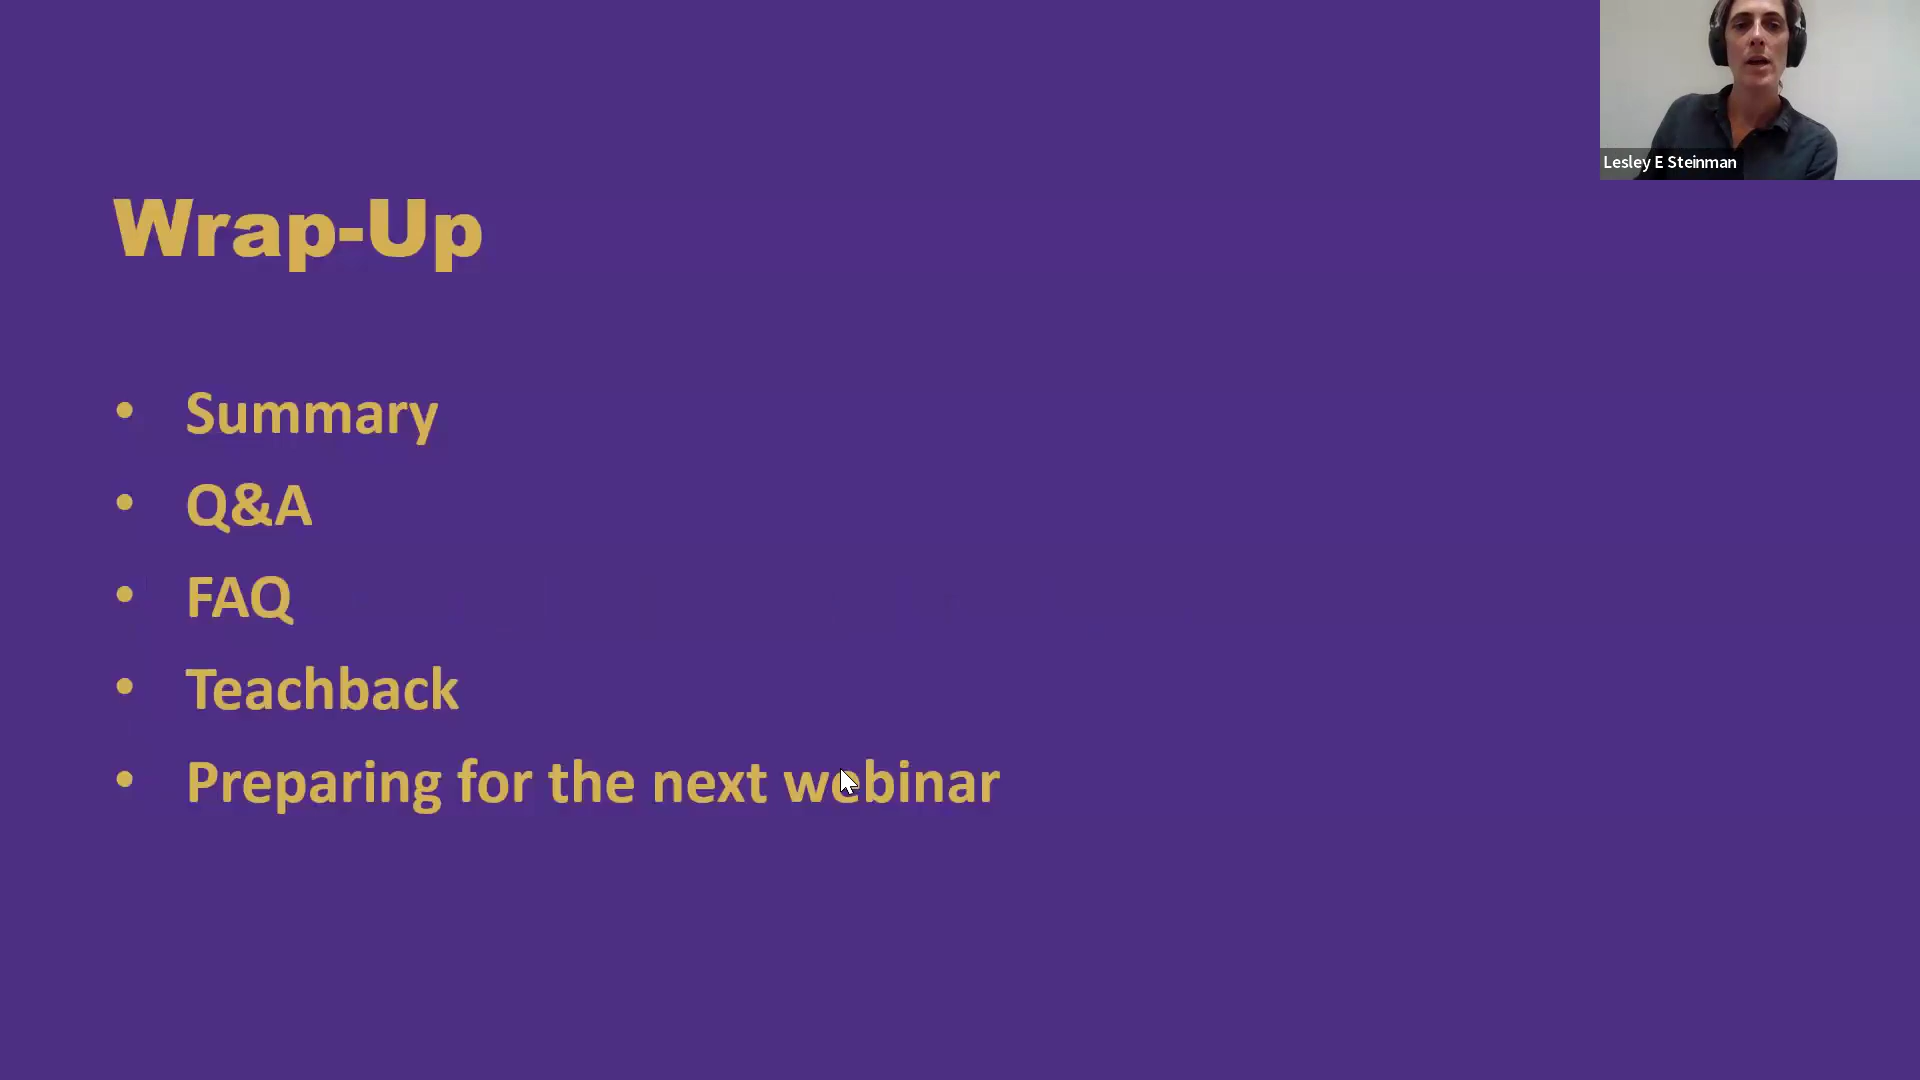 Lesley E Steinman
Wrap-Up
• Summary
• Q&A
• FAQ
• Teachback
• Preparing for the next webinar